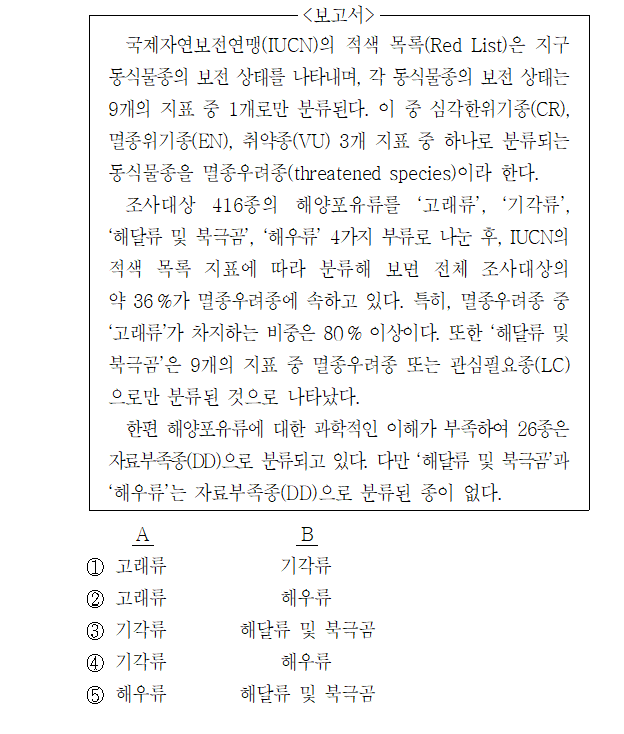 <보고서>
국제자연보전연맹(IUCN)의 적색 목록(Red List)은 지구
동식물종의 보전 상태를 나타내며, 각 동식물종의 보전 상태는
9개의 지표 중 1개로만 분류된다. 이 중 심각한위기종(CR),
멸종위기종(EN), 취약종(VU) 3개 지표 중 하나로 분류되는
동식물종을 멸종우려종(threatened species)이라 한다.
조사대상 416종의 해양포유류를 ‘고래류’, ‘기각류’,
‘해달류 및 북극곰’, ‘해우류’ 4가지 부류로 나눈 후, IUCN의
적색 목록 지표에 따라 분류해 보면 전체 조사대상의
약 36 %가 멸종우려종에 속하고 있다. 특히, 멸종우려종 중
‘고래류’가 차지하는 비중은 80 % 이상이다. 또한 ‘해달류 및
북극곰’은 9개의 지표 중 멸종우려종 또는 관심필요종(LC)
으로만 분류된 것으로 나타났다.
한편 해양포유류에 대한 과학적인 이해가 부족하여 26종은
자료부족종(DD)으로 분류되고 있다. 다만 ‘해달류 및 북극곰’과
‘해우류’는 자료부족종(DD)으로 분류된 종이 없다.
A B
① 고래류 기각류
② 고래류 해우류
③ 기각류 해달류 및 북극곰
④ 기각류 해우류
⑤ 해우류 해달류 및 북극곰